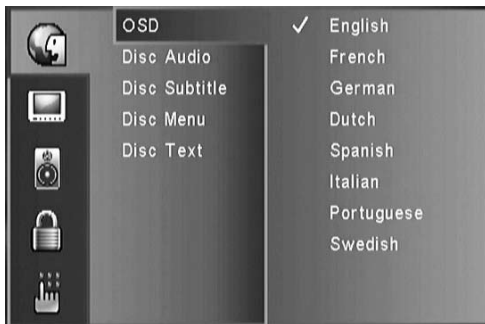 OSD
Disc Audio
Disc Subtitle
Disc Menu
Disc Text
✓ English
French
German
Dutch
Spanish
Italian
Portuguese
Swedish